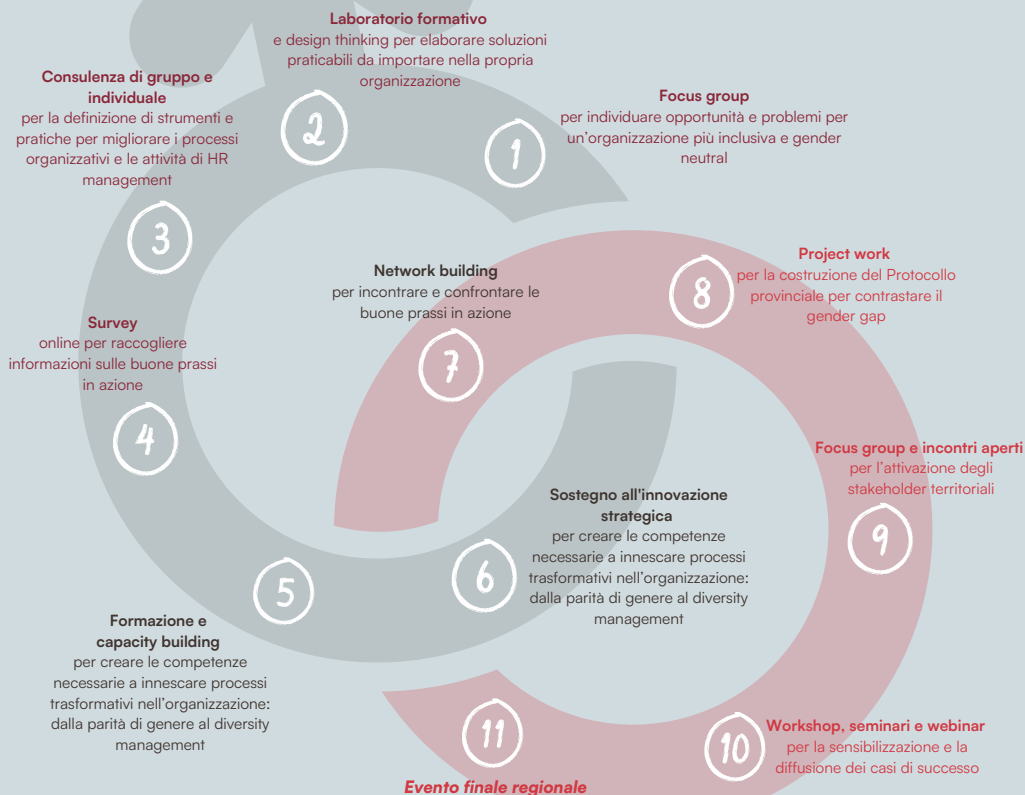 Laboratorio formativo
e design thinking per elaborare soluzioni
praticabili da importare nella propria
organizzazione
2
Focus group
per individuare opportunità e problemi per
un'organizzazione più inclusiva e gender
neutral
1
Consulenza di gruppo e
individuale
per la definizione di strumenti e
pratiche per migliorare i processi
organizzativi e le attività di HR
management
3
Survey
online per raccogliere
informazioni sulle buone prassi
in azione
4
Network building
per incontrare e confrontare le
buone prassi in azione
7
Project work
per la costruzione del Protocollo
provinciale per contrastare il
gender gap
8
Focus group e incontri aperti
per l'attivazione degli
stakeholder territoriali
9
Sostegno all'innovazione
strategica
per creare le competenze
necessarie a innescare processi
trasformativi nell'organizzazione:
dalla parità di genere al diversity
management
6
5
Formazione e
capacity building
per creare le competenze
necessarie a innescare processi
trasformativi nell'organizzazione:
dalla parità di genere al diversity
management
11
Evento finale regionale
10
Workshop, seminari e webinar
per la sensibilizzazione e la
diffusione dei casi di successo